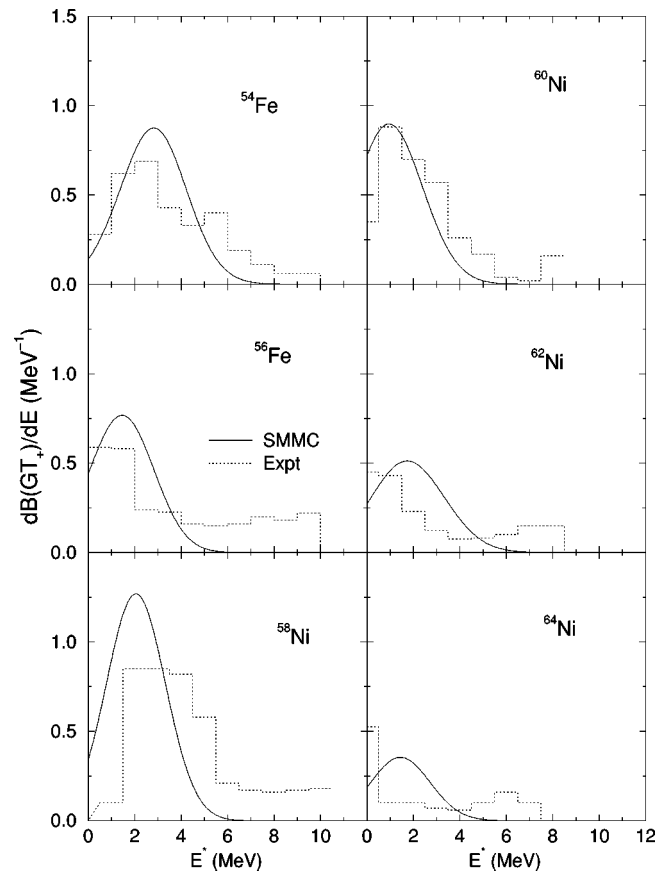 1.5
1.0
0.5
0.0
⁵⁴Fe
⁶⁰Ni
1.0
0.5
0.0
dB(GT₊)/dE (MeV⁻¹)
⁵⁶Fe
SMMC
Expt
⁶²Ni
1.0
0.5
0.0
⁵⁸Ni
⁶⁴Ni
0 2 4 6 8 10
0 2 4 6 8 10 12
E* (MeV)
E* (MeV)